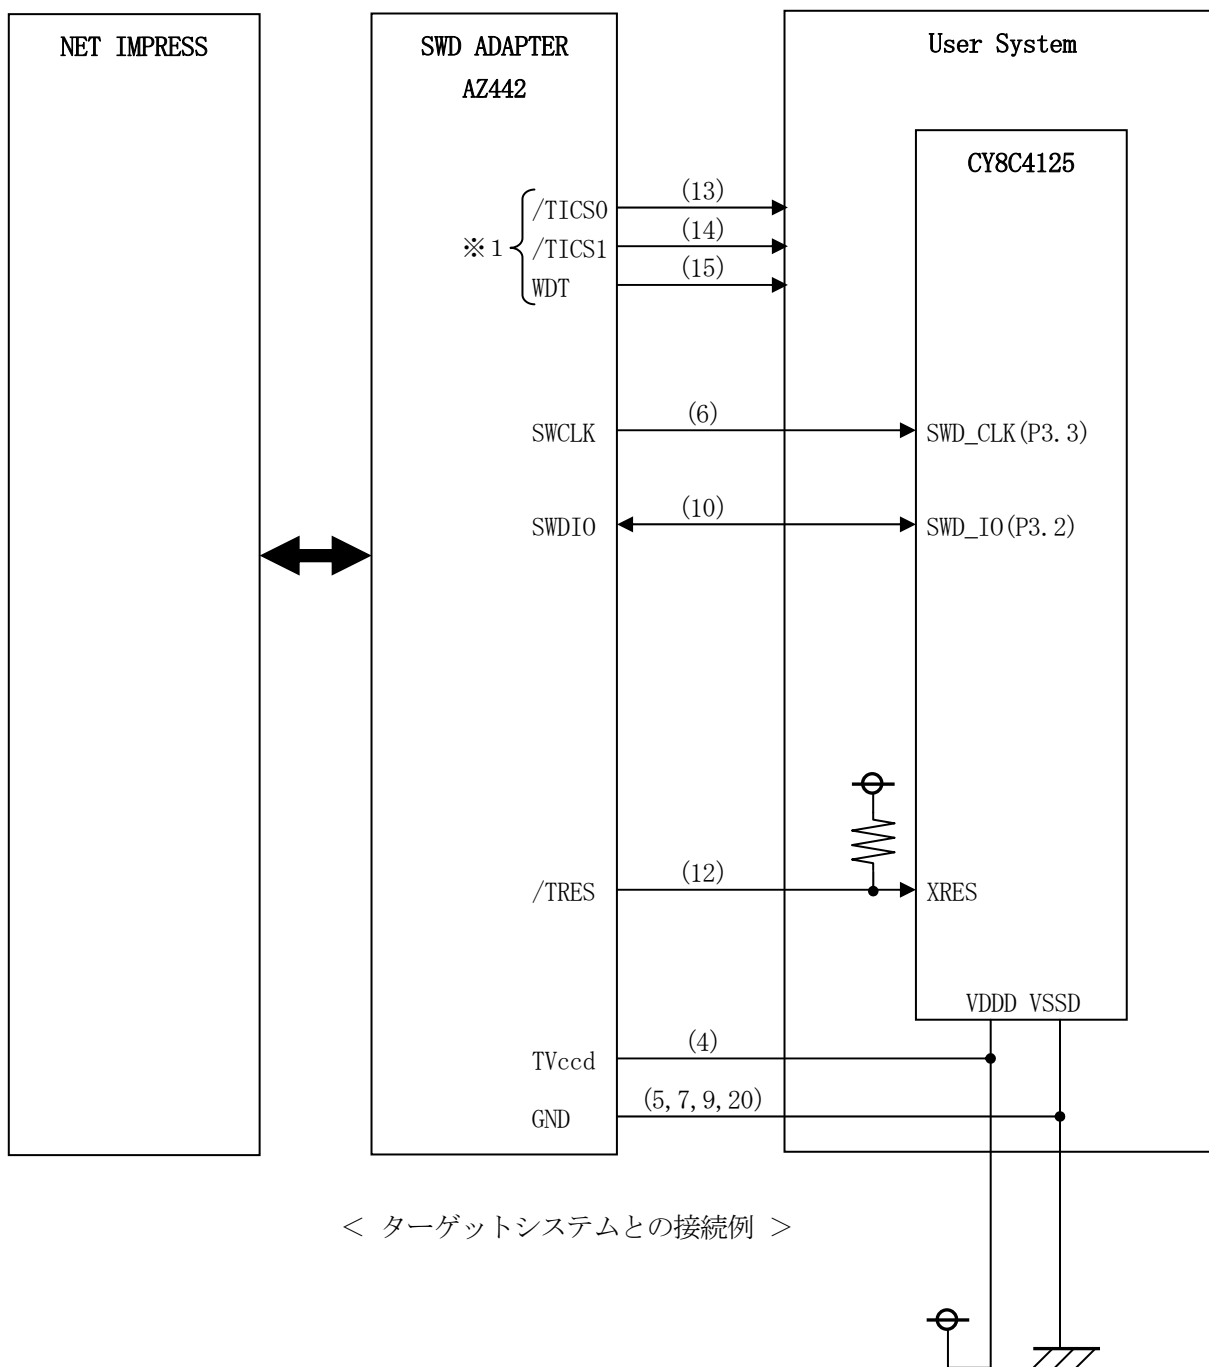 NET IMPRESS
SWD ADAPTER
AZ442
User System
CY8C4125
※1
/TICS0
(13)
/TICS1
(14)
WDT
(15)
SWCLK
(6)
SWD_CLK(P3.3)
SWDIO
(10)
SWD_IO(P3.2)
/TRES
(12)
XRES
VDDD VSSD
TVccd
(4)
GND
(5,7,9,20)
< ターゲットシステムとの接続例 >